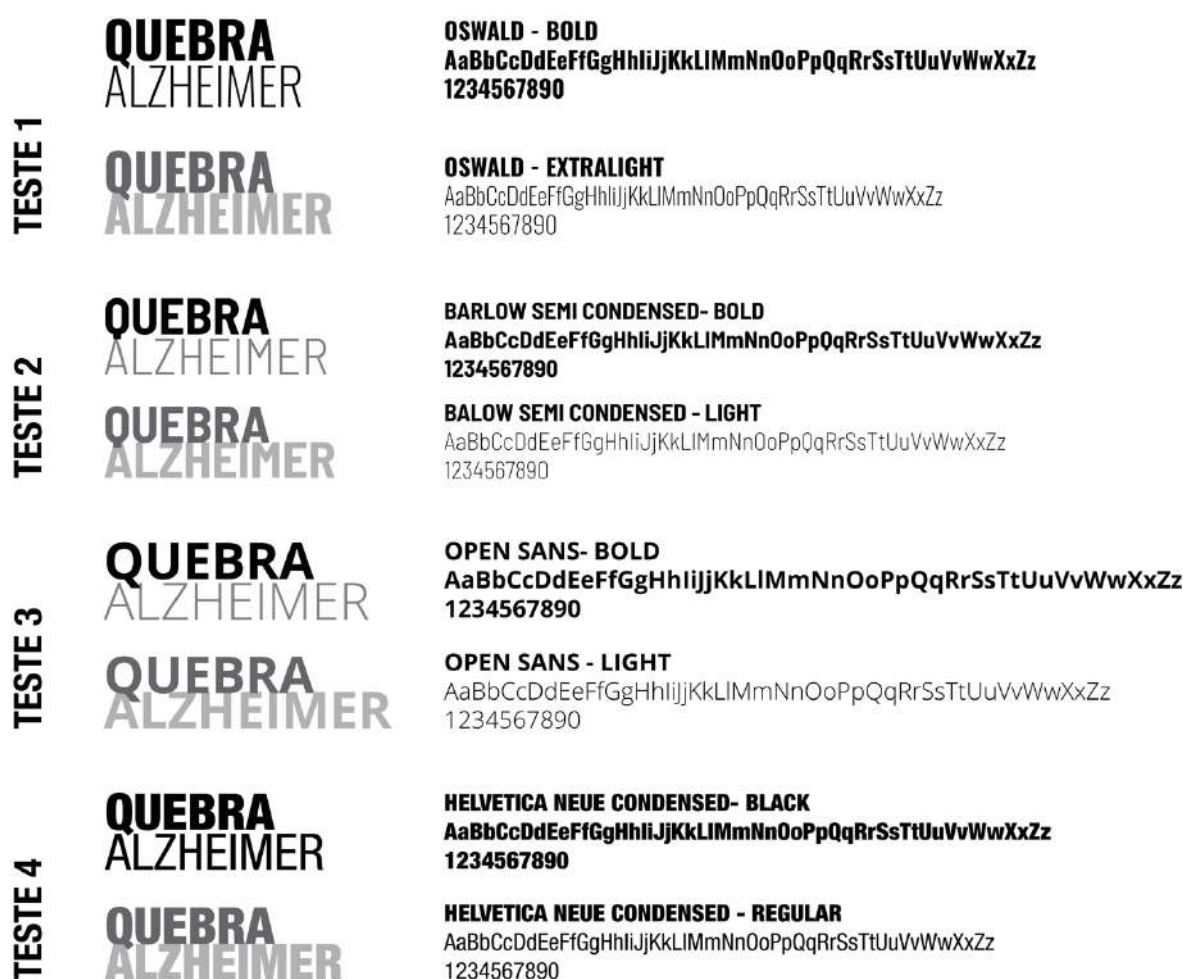 TESTE 1
QUEBRA
ALZHEIMER
OSWALD - BOLD
AaBbCcDdEeFfGgHhIiJjKkLlMmNnOoPpQqRrSsTtUuVvWwXxZz
1234567890
QUEBRA
ALZHEIMER
OSWALD - EXTRALIGHT
AaBbCcDdEeFfGgHhIiJjKkLlMmNnOoPpQqRrSsTtUuVvWwXxZz
1234567890
TESTE 2
QUEBRA
ALZHEIMER
BARLOW SEMI CONDENSED- BOLD
AaBbCcDdEeFfGgHhIiJjKkLlMmNnOoPpQqRrSsTtUuVvWwXxZz
1234567890
QUEBRA
ALZHEIMER
BALOW SEMI CONDENSED - LIGHT
AaBbCcDdEeFfGgHhIiJjKkLlMmNnOoPpQqRrSsTtUuVvWwXxZz
1234567890
TESTE 3
QUEBRA
ALZHEIMER
OPEN SANS- BOLD
AaBbCcDdEeFfGgHhIiJjKkLlMmNnOoPpQqRrSsTtUuVvWwXxZz
1234567890
QUEBRA
ALZHEIMER
OPEN SANS - LIGHT
AaBbCcDdEeFfGgHhIiJjKkLlMmNnOoPpQqRrSsTtUuVvWwXxZz
1234567890
TESTE 4
QUEBRA
ALZHEIMER
HELVETICA NEUE CONDENSED- BLACK
AaBbCcDdEeFfGgHhIiJjKkLlMmNnOoPpQqRrSsTtUuVvWwXxZz
1234567890
QUEBRA
ALZHEIMER
HELVETICA NEUE CONDENSED - REGULAR
AaBbCcDdEeFfGgHhIiJjKkLlMmNnOoPpQqRrSsTtUuVvWwXxZz
1234567890